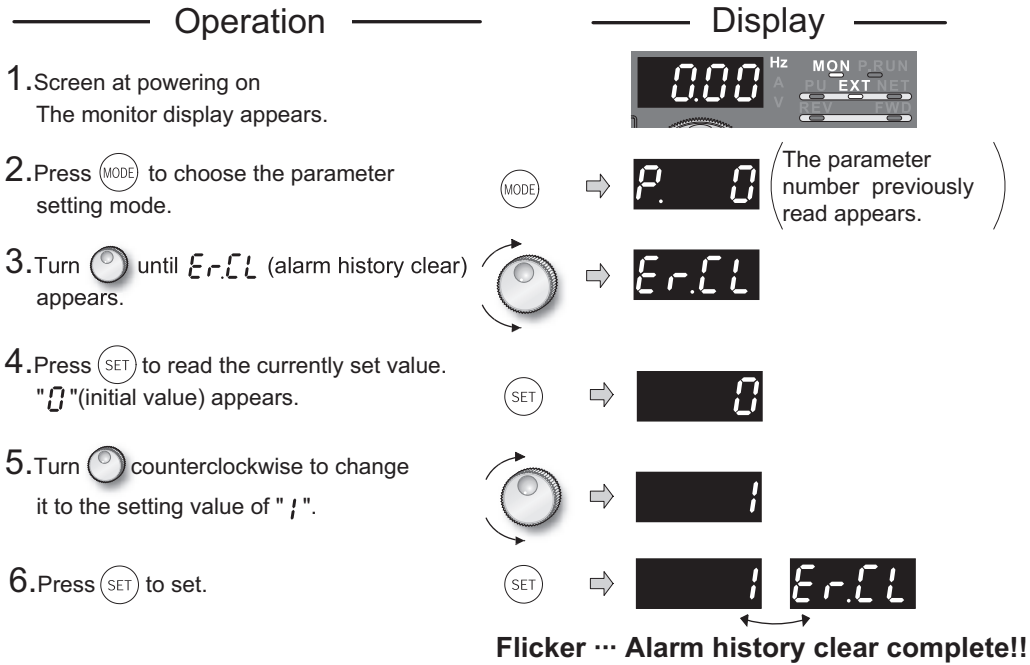 Operation
Display
1.Screen at powering on
The monitor display appears.
0.00 Hz A V MON P.RUN PU EXT NET REV FWD
2.Press MODE to choose the parameter
setting mode.
MODE P. 0
The parameter
number previously
read appears.
3.Turn until Er.CL (alarm history clear)
appears.
Er.CL
4.Press SET to read the currently set value.
"0"(initial value) appears.
SET 0
5.Turn counterclockwise to change
it to the setting value of "1".
1
6.Press SET to set.
SET 1 Er.CL
Flicker ··· Alarm history clear complete!!